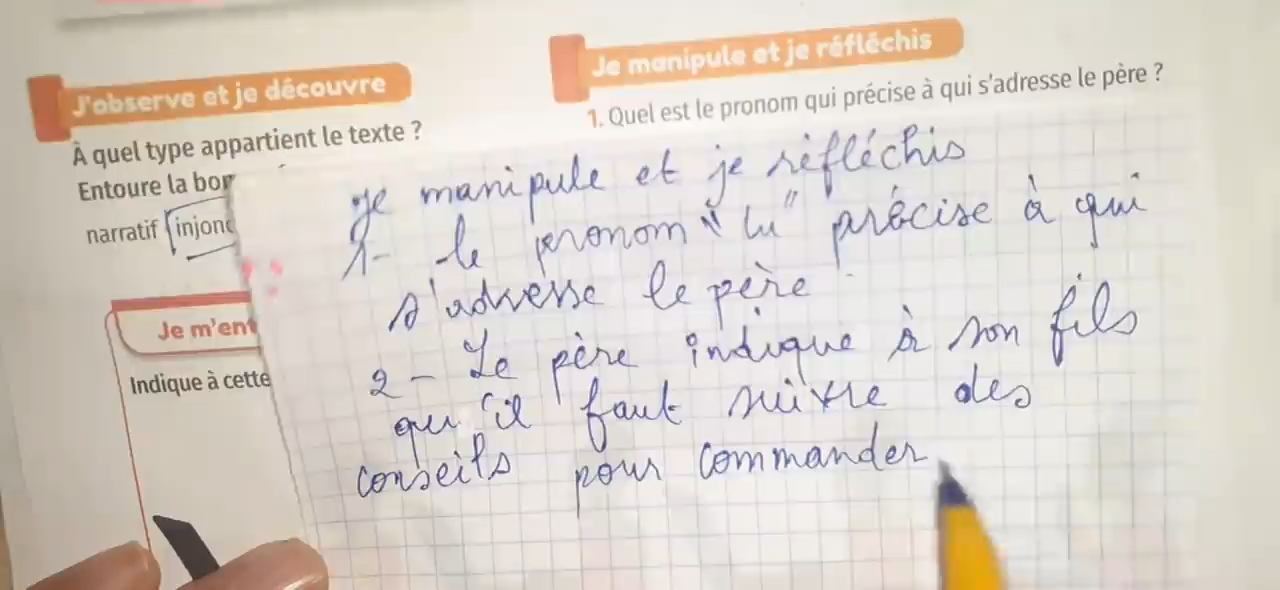 J'observe et je découvre
À quel type appartient le texte ?
Entoure la bon
narratif injonc
Je m'ent
Indique à cette
Je manipule et je réfléchis
1. Quel est le pronom qui précise à qui s'adresse le père ?
je manipule et je réfléchis
1- le pronom "tu" précise à qui
s'adresse le père
2- Le père indique à son fils
qu'il faut suivre des
conseils pour commander